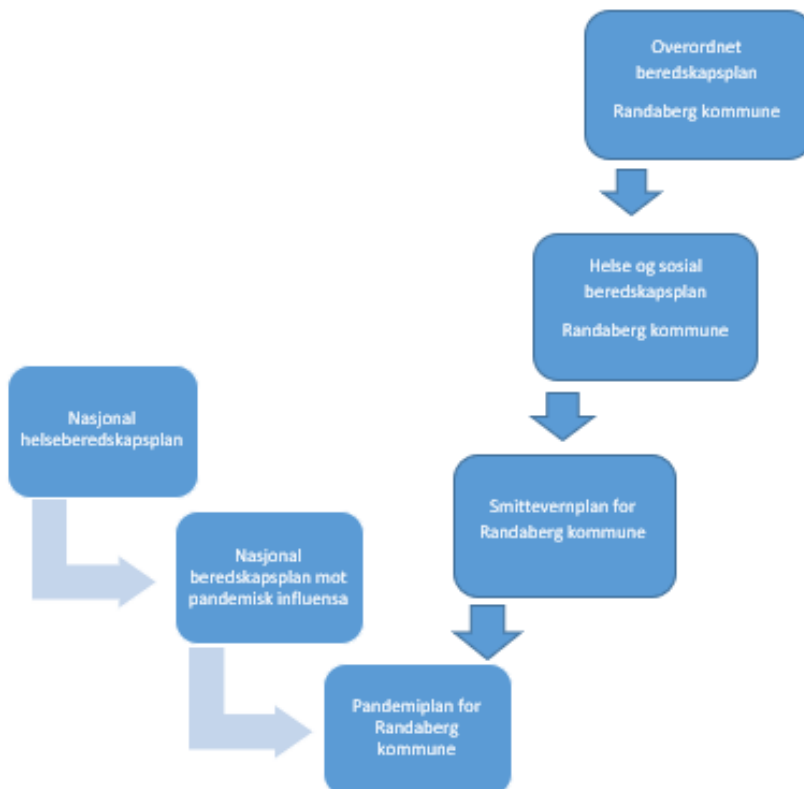 Overordnet
beredskapsplan
Randaberg kommune
Helse og sosial
beredskapsplan
Randaberg kommune
Nasjonal
helseberedskapsplan
Smittevernplan for
Randaberg kommune
Nasjonal
beredskapsplan mot
pandemisk influensa
Pandemiplan for
Randaberg
kommune